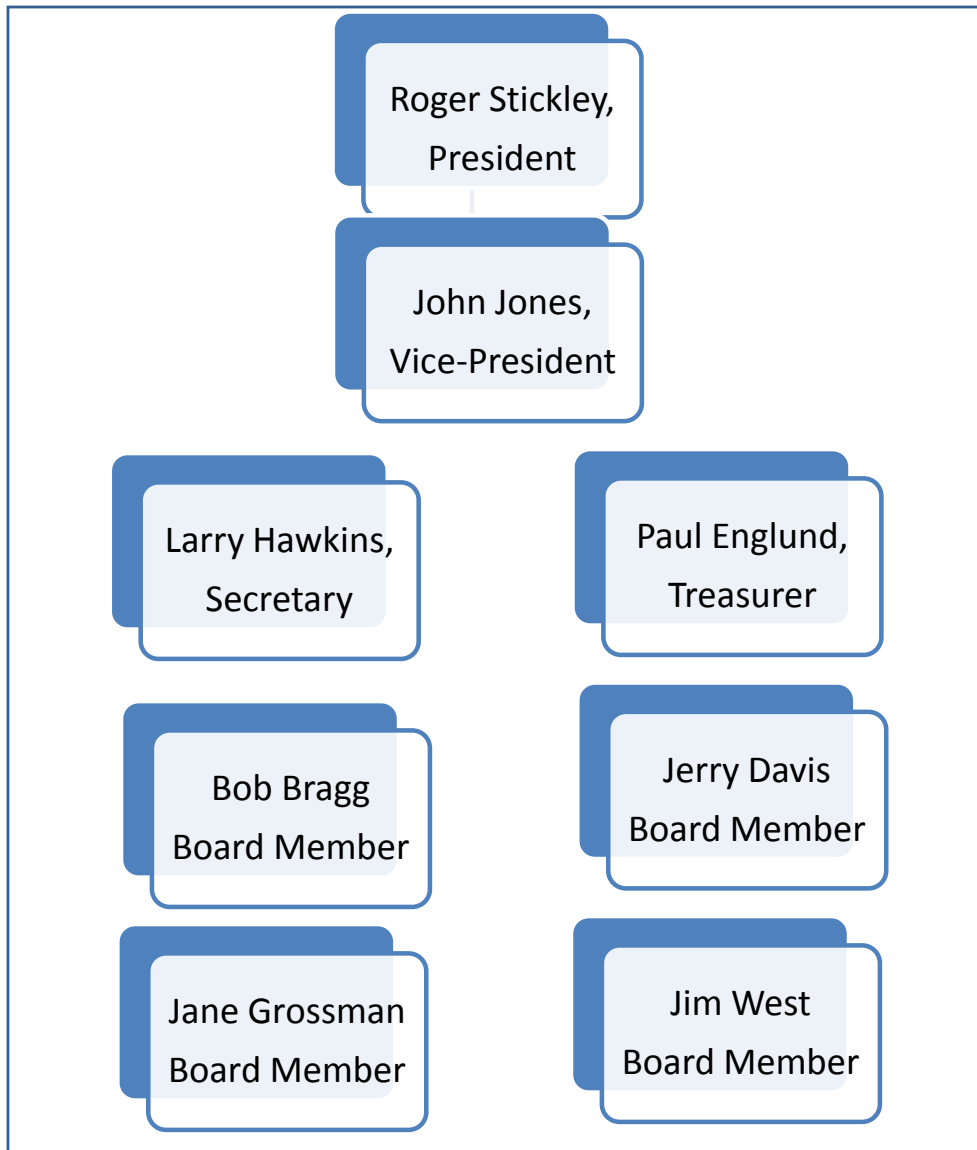 Roger Stickley,
President
John Jones,
Vice-President
Larry Hawkins,
Secretary
Paul Englund,
Treasurer
Bob Bragg
Board Member
Jerry Davis
Board Member
Jane Grossman
Board Member
Jim West
Board Member